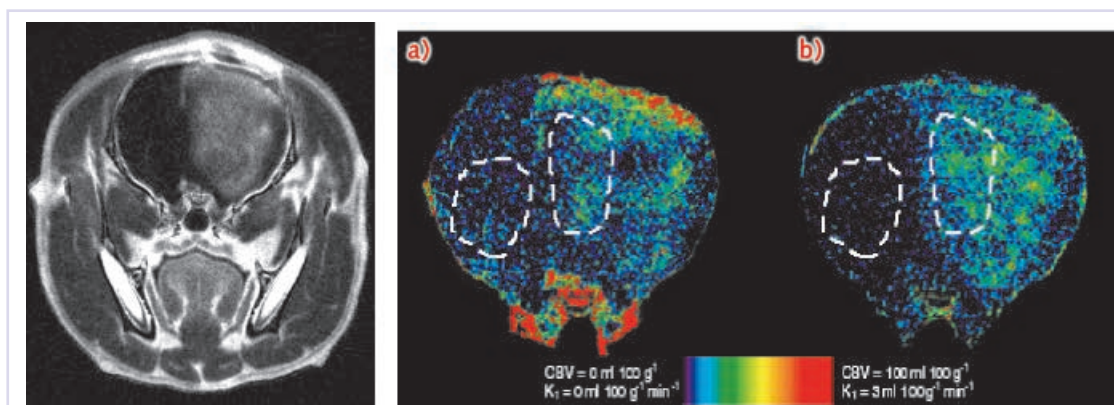 a)
b)
CBV = 0 ml 100 g⁻¹
K₁ = 0 ml 100 g⁻¹ min⁻¹
CBV = 100 ml 100 g⁻¹
K₁ = 3 ml 100g⁻¹ min⁻¹